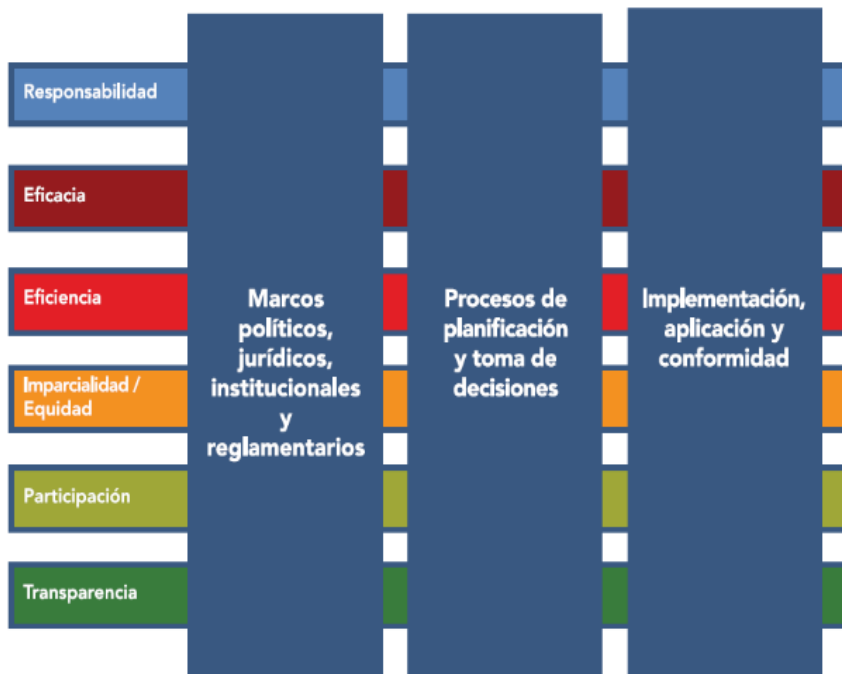 Responsabilidad
Eficacia
Eficiencia
Imparcialidad /
Equidad
Participación
Transparencia
Marcos
políticos,
jurídicos,
institucionales
y
reglamentarios
Procesos de
planificación
y toma de
decisiones
Implementación,
aplicación y
conformidad